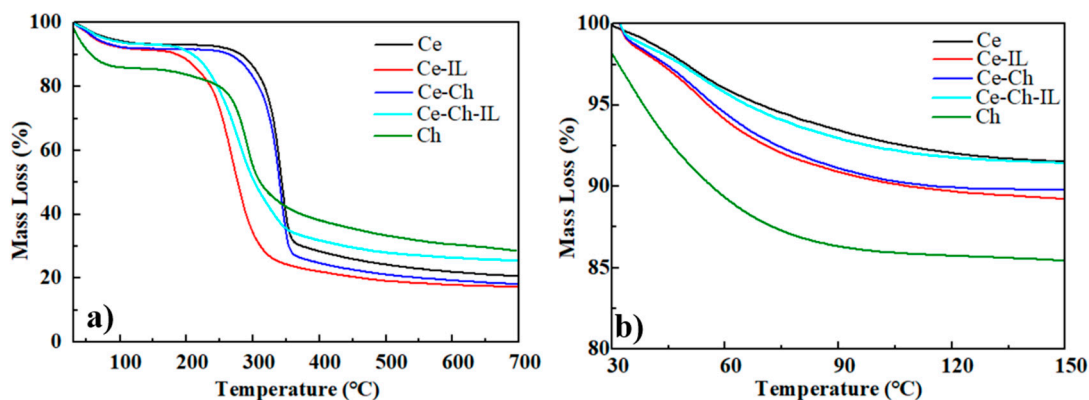 100
80
60
40
20
0
Mass Loss (%)
Ce
Ce-IL
Ce-Ch
Ce-Ch-IL
Ch
a)
100 200 300 400 500 600 700
Temperature (°C)
100
95
90
85
80
Mass Loss (%)
Ce
Ce-IL
Ce-Ch
Ce-Ch-IL
Ch
b)
30 60 90 120 150
Temperature (°C)